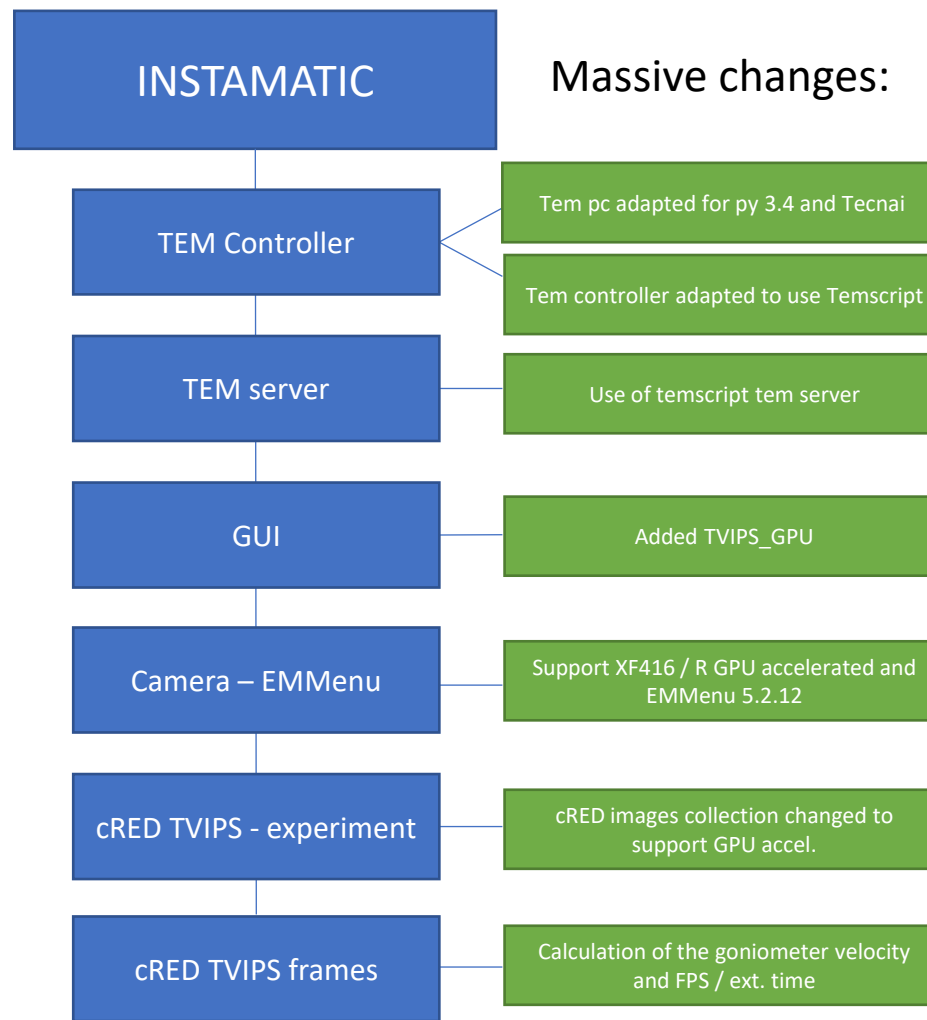 INSTAMATIC
Massive changes:
TEM Controller
Tem pc adapted for py 3.4 and Tecnai
Tem controller adapted to use Temscript
TEM server
Use of temscript tem server
GUI
Added TVIPS_GPU
Camera – EMMenu
Support XF416 / R GPU accelerated and
EMMenu 5.2.12
cRED TVIPS - experiment
cRED images collection changed to
support GPU accel.
cRED TVIPS frames
Calculation of the goniometer velocity
and FPS / ext. time